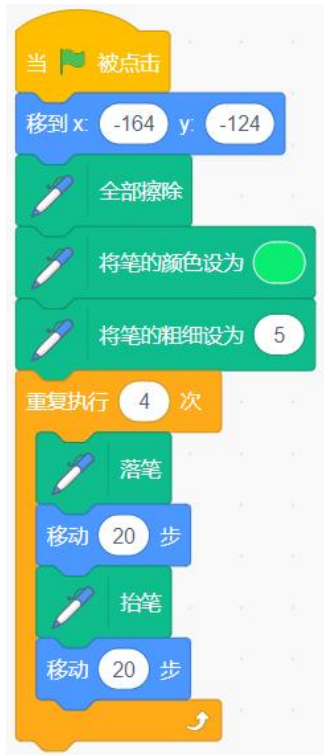 当 被点击
移到 x: -164 y: -124
全部擦除
将笔的颜色设为
将笔的粗细设为 5
重复执行 4 次
落笔
移动 20 步
抬笔
移动 20 步